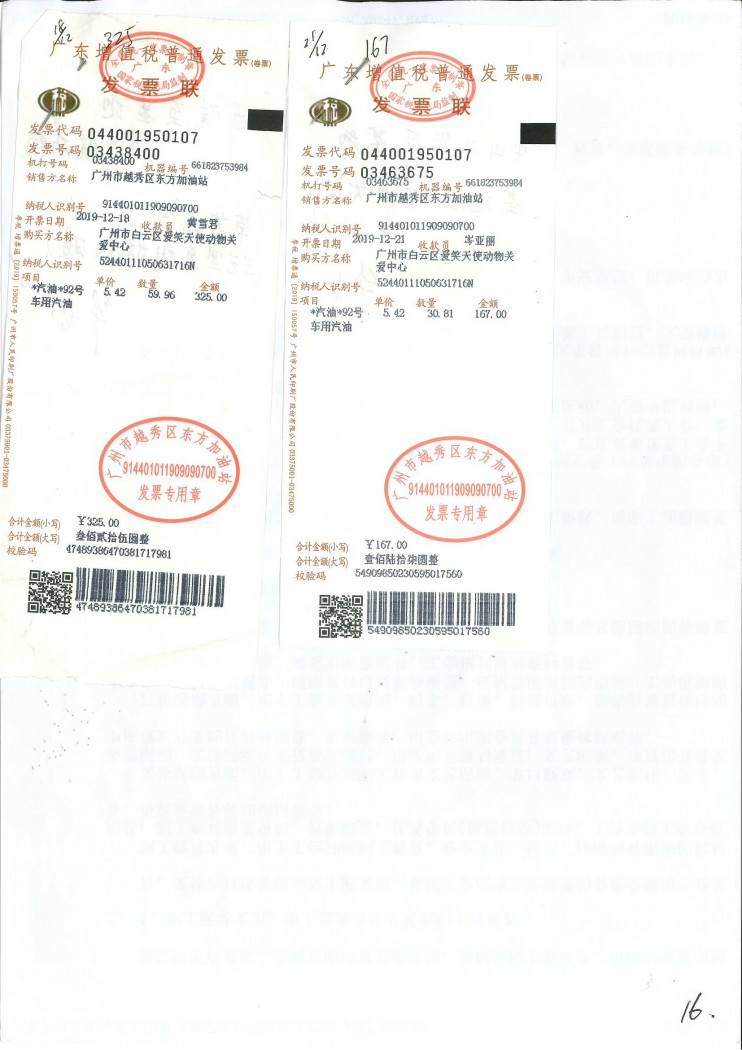 18/12
325
广东增值税普通发票(卷票)
发票联
发票代码 044001950107
发票号码 03438400
机打号码 03438400 机器编号 661823753984
销售方名称 广州市越秀区东方加油站
纳税人识别号 914401011909090700
开票日期 2019-12-18 收款员 黄雪君
购买方名称 广州市白云区爱笑天使动物关
爱中心
纳税人识别号 52440111050631716N
项目 单价 数量 金额
*汽油*92号 5.42 59.96 325.00
车用汽油
广州市越秀区东方加油站
914401011909090700
发票专用章
合计金额(小写) ￥325.00
合计金额(大写) 叁佰贰拾伍圆整
校验码 47489386470381717981
47489386470381717981
21/12
167
广东增值税普通发票(卷票)
发票联
发票代码 044001950107
发票号码 03463675
机打号码 03463675 机器编号 661823753984
销售方名称 广州市越秀区东方加油站
纳税人识别号 914401011909090700
开票日期 2019-12-21 收款员 岑亚丽
购买方名称 广州市白云区爱笑天使动物关
爱中心
纳税人识别号 52440111050631716N
项目 单价 数量 金额
*汽油*92号 5.42 30.81 167.00
车用汽油
广州市越秀区东方加油站
914401011909090700
发票专用章
合计金额(小写) ￥167.00
合计金额(大写) 壹佰陆拾柒圆整
校验码 54909850230595017560
54909850230595017560
16.